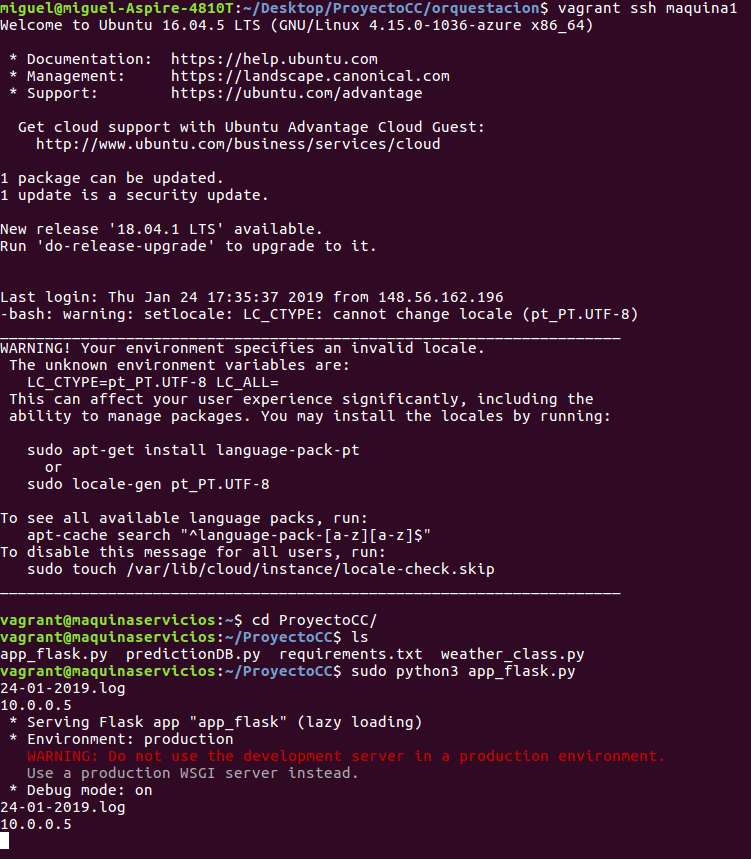 miguel@miguel-Aspire-4810T:~/Desktop/ProyectoCC/orquestacion$ vagrant ssh maquina1
Welcome to Ubuntu 16.04.5 LTS (GNU/Linux 4.15.0-1036-azure x86_64)

 * Documentation:  https://help.ubuntu.com
 * Management:     https://landscape.canonical.com
 * Support:        https://ubuntu.com/advantage

  Get cloud support with Ubuntu Advantage Cloud Guest:
    http://www.ubuntu.com/business/services/cloud

1 package can be updated.
1 update is a security update.

New release '18.04.1 LTS' available.
Run 'do-release-upgrade' to upgrade to it.


Last login: Thu Jan 24 17:35:37 2019 from 148.56.162.196
-bash: warning: setlocale: LC_CTYPE: cannot change locale (pt_PT.UTF-8)
_____________________________________________________________________
WARNING! Your environment specifies an invalid locale.
 The unknown environment variables are:
   LC_CTYPE=pt_PT.UTF-8 LC_ALL=
 This can affect your user experience significantly, including the
 ability to manage packages. You may install the locales by running:

   sudo apt-get install language-pack-pt
     or
   sudo locale-gen pt_PT.UTF-8

To see all available language packs, run:
   apt-cache search "^language-pack-[a-z][a-z]$"
To disable this message for all users, run:
   sudo touch /var/lib/cloud/instance/locale-check.skip
_____________________________________________________________________

vagrant@maquinaservicios:~$ cd ProyectoCC/
vagrant@maquinaservicios:~/ProyectoCC$ ls
app_flask.py  predictionDB.py  requirements.txt  weather_class.py
vagrant@maquinaservicios:~/ProyectoCC$ sudo python3 app_flask.py
24-01-2019.log
10.0.0.5
 * Serving Flask app "app_flask" (lazy loading)
 * Environment: production
   WARNING: Do not use the development server in a production environment.
   Use a production WSGI server instead.
 * Debug mode: on
24-01-2019.log
10.0.0.5